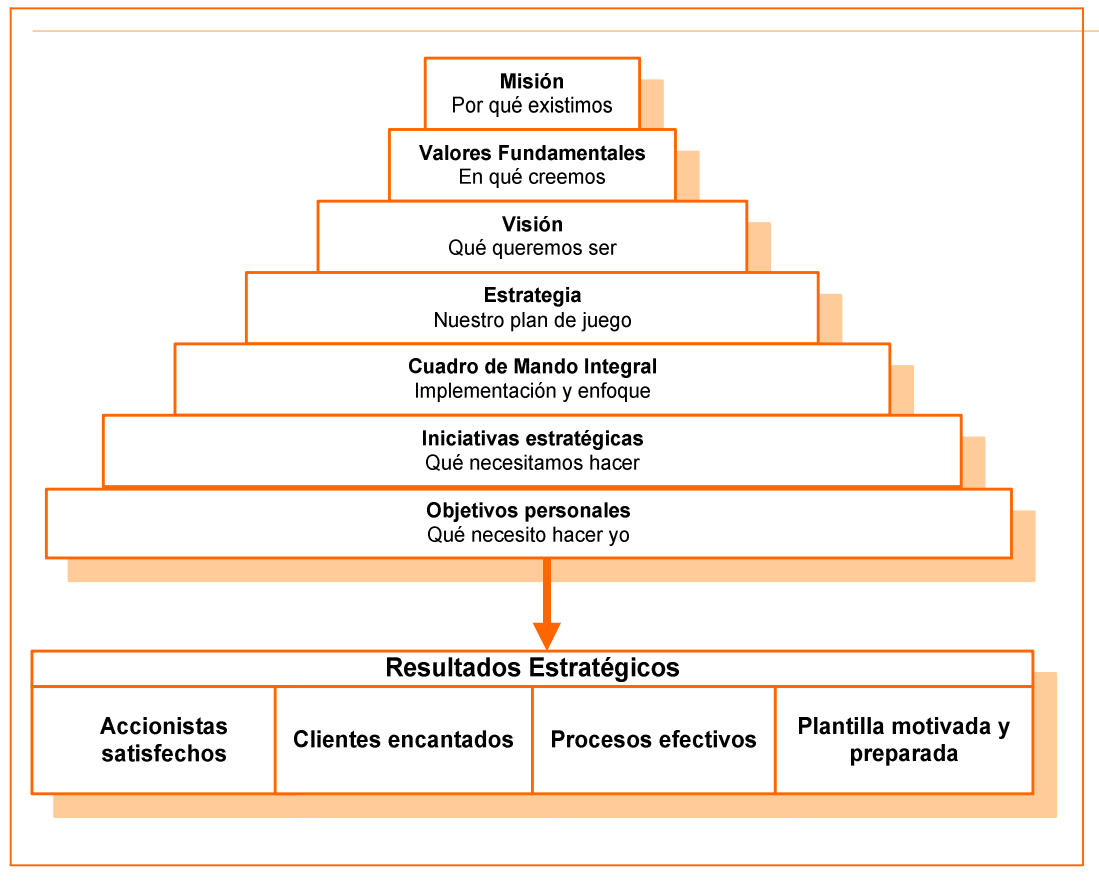 Misión
Por qué existimos
Valores Fundamentales
En qué creemos
Visión
Qué queremos ser
Estrategia
Nuestro plan de juego
Cuadro de Mando Integral
Implementación y enfoque
Iniciativas estratégicas
Qué necesitamos hacer
Objetivos personales
Qué necesito hacer yo
Resultados Estratégicos
Accionistas
satisfechos
Clientes encantados
Procesos efectivos
Plantilla motivada y
preparada